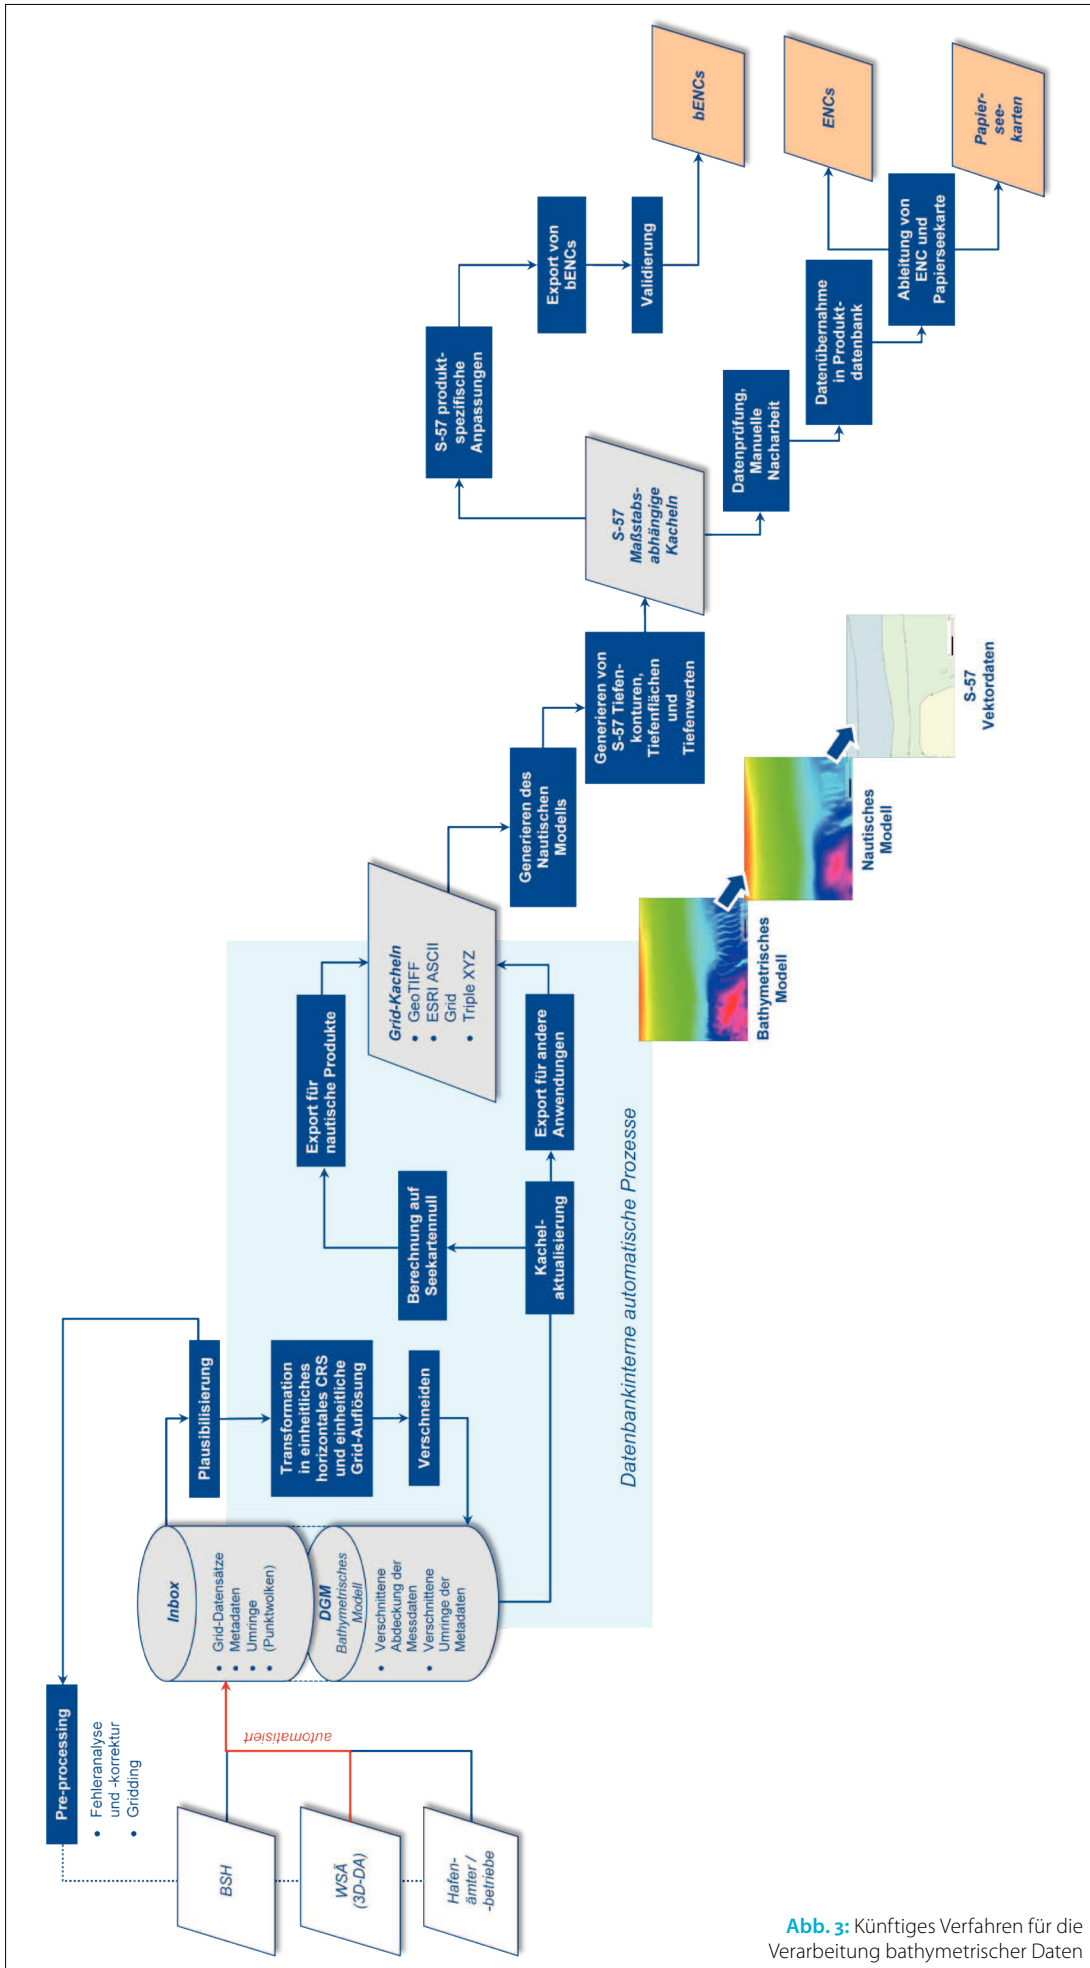 Pre-processing
• Fehleranalyse
und -korrektur
• Gridding
BSH
WSÄ
(3D-DA)
Hafen-
ämter /
-betriebe
automatisiert
Inbox
• Grid-Datensätze
• Metadaten
• Umringe
• (Punktwolken)
DGM
Bathymetrisches
Modell
• Verschnittene
Abdeckung der
Messdaten
• Verschnittene
Umringe der
Metadaten
Plausibilisierung
Transformation
in einheitliches
horizontales CRS
und einheitliche
Grid-Auflösung
Verschneiden
Kachel-
aktualisierung
Berechnung auf
Seekartennull
Export für
nautische Produkte
Export für andere
Anwendungen
Datenbankinterne automatische Prozesse
Grid-Kacheln
• GeoTIFF
• ESRI ASCII
Grid
• Triple XYZ
Generieren des
Nautischen
Modells
Generieren von
S-57 Tiefen-
konturen,
Tiefenflächen
und
Tiefenwerten
Bathymetrisches
Modell
Nautisches
Modell
S-57
Vektordaten
S-57
Maßstabs-
abhängige
Kacheln
S-57 produkt-
spezifische
Anpassungen
Export von
bENCs
Validierung
bENCs
Datenprüfung,
Manuelle
Nacharbeit
Datenübernahme
in Produkt-
datenbank
Ableitung von
ENC und
Papierseekarte
ENCs
Papier-
see-
karten
Abb. 3: Künftiges Verfahren für die
Verarbeitung bathymetrischer Daten